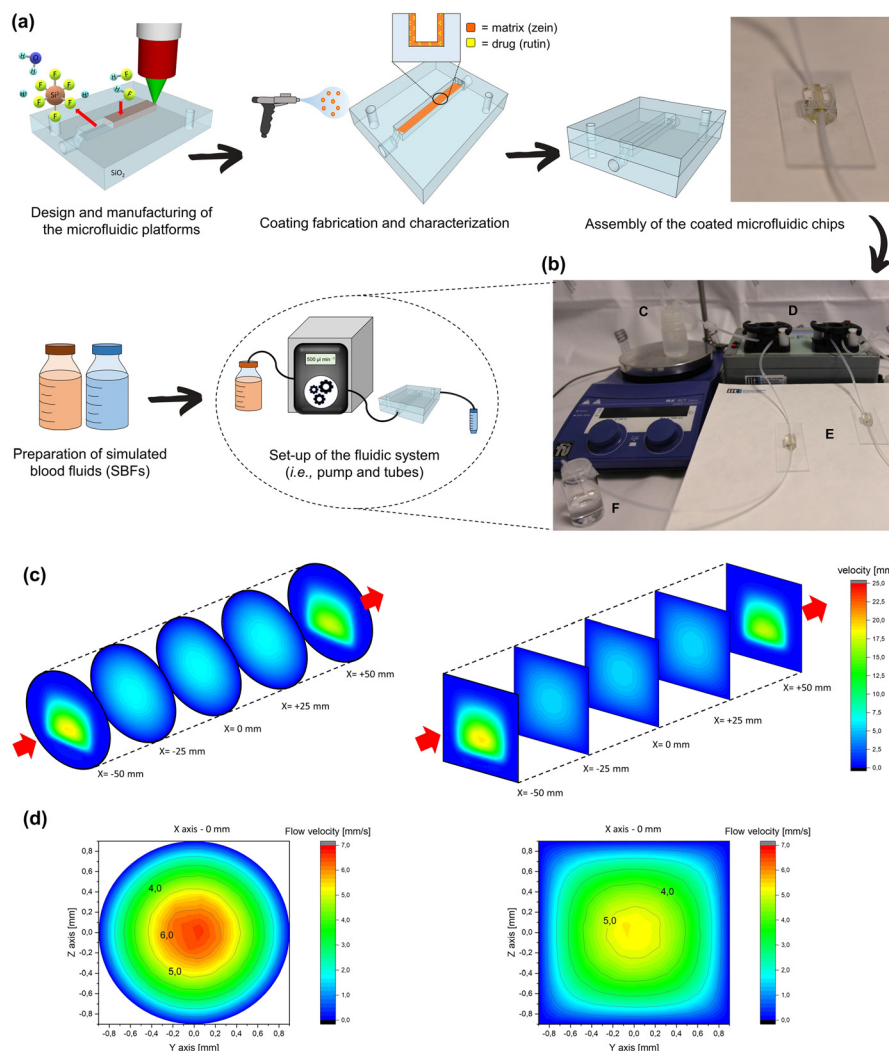 (a)
H
O
H
F
F
F
Si
F
F
F
H
F
H
F
SiO₂
= matrix (zein)
= drug (rutin)
Design and manufacturing of
the microfluidic platforms
Coating fabrication and characterization
Assembly of the coated microfluidic chips
(b)
C
D
E
F
500 µl min⁻¹
Preparation of simulated
blood fluids (SBFs)
Set-up of the fluidic system
(i.e., pump and tubes)
(c)
X= -50 mm
X= -25 mm
X= 0 mm
X= +25 mm
X= +50 mm
X= -50 mm
X= -25 mm
X= 0 mm
X= +25 mm
X= +50 mm
velocity [mm
25,0
22,5
20,0
17,5
15,0
12,5
10,0
7,5
5,0
2,5
0,0
(d)
X axis - 0 mm
Flow velocity [mm/s]
0,8
0,6
0,4
0,2
0,0
-0,2
-0,4
-0,6
-0,8
Z axis [mm]
4,0
6,0
5,0
-0,8 -0,6 -0,4 -0,2 0,0 0,2 0,4 0,6 0,8
Y axis [mm]
7,0
6,0
5,0
4,0
3,0
2,0
1,0
0,0
X axis - 0 mm
Flow velocity [mm/s]
0,8
0,6
0,4
0,2
0,0
-0,2
-0,4
-0,6
-0,8
Z axis [mm]
4,0
5,0
-0,8 -0,6 -0,4 -0,2 0,0 0,2 0,4 0,6 0,8
Y axis [mm]
7,0
6,0
5,0
4,0
3,0
2,0
1,0
0,0